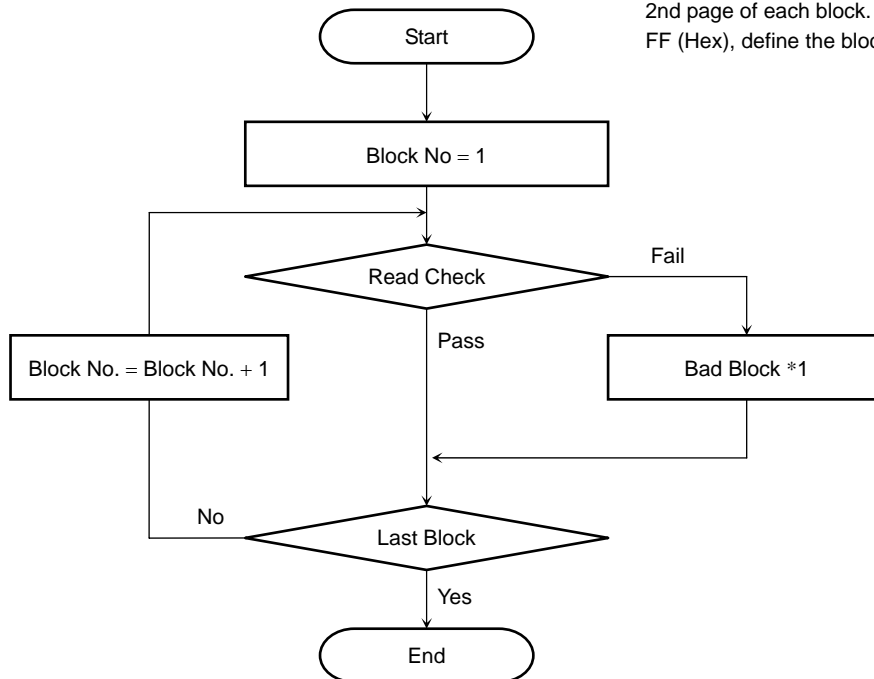 2nd page of each block.
FF (Hex), define the bloc
Start
Block No = 1
Read Check
Fail
Pass
Block No. = Block No. + 1
Bad Block *1
No
Last Block
Yes
End